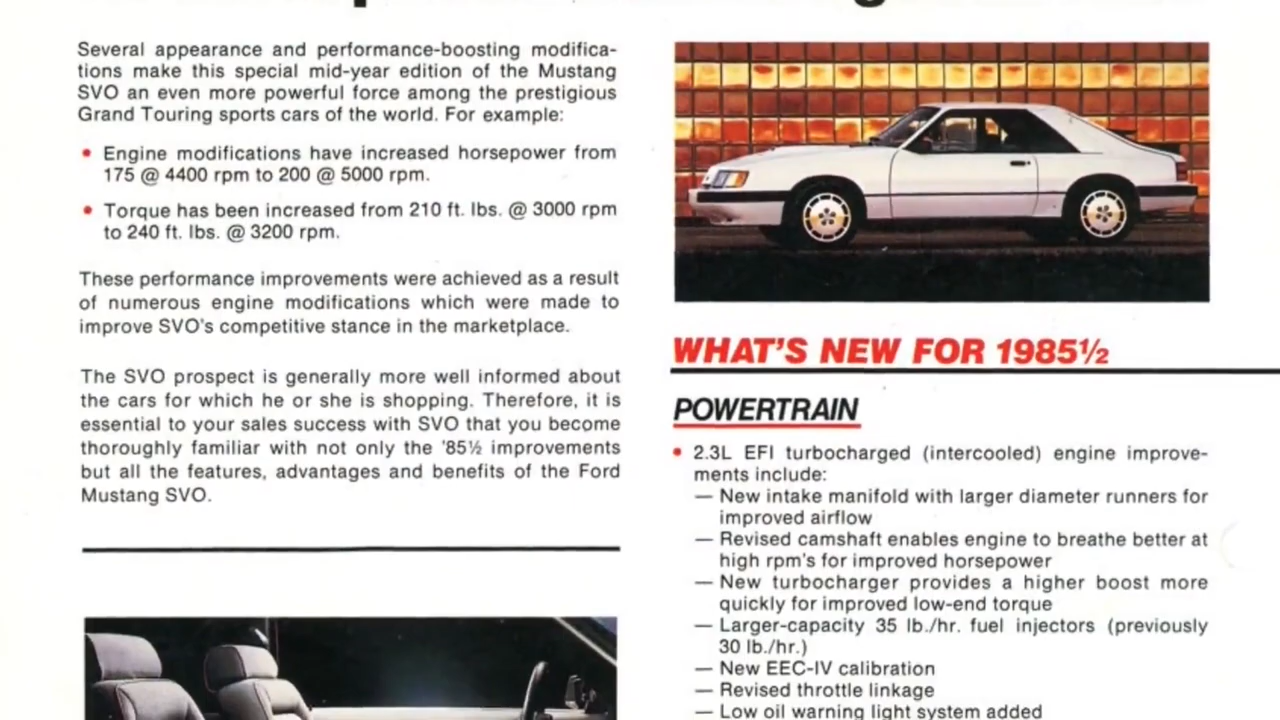 Several appearance and performance-boosting modifica-
tions make this special mid-year edition of the Mustang
SVO an even more powerful force among the prestigious
Grand Touring sports cars of the world. For example:
• Engine modifications have increased horsepower from
175 @ 4400 rpm to 200 @ 5000 rpm.
• Torque has been increased from 210 ft. lbs. @ 3000 rpm
to 240 ft. lbs. @ 3200 rpm.
These performance improvements were achieved as a result
of numerous engine modifications which were made to
improve SVO's competitive stance in the marketplace.
The SVO prospect is generally more well informed about
the cars for which he or she is shopping. Therefore, it is
essential to your sales success with SVO that you become
thoroughly familiar with not only the '85½ improvements
but all the features, advantages and benefits of the Ford
Mustang SVO.
WHAT'S NEW FOR 1985½
POWERTRAIN
• 2.3L EFI turbocharged (intercooled) engine improve-
ments include:
— New intake manifold with larger diameter runners for
improved airflow
— Revised camshaft enables engine to breathe better at
high rpm's for improved horsepower
— New turbocharger provides a higher boost more
quickly for improved low-end torque
— Larger-capacity 35 lb./hr. fuel injectors (previously
30 lb./hr.)
— New EEC-IV calibration
— Revised throttle linkage
— Low oil warning light system added